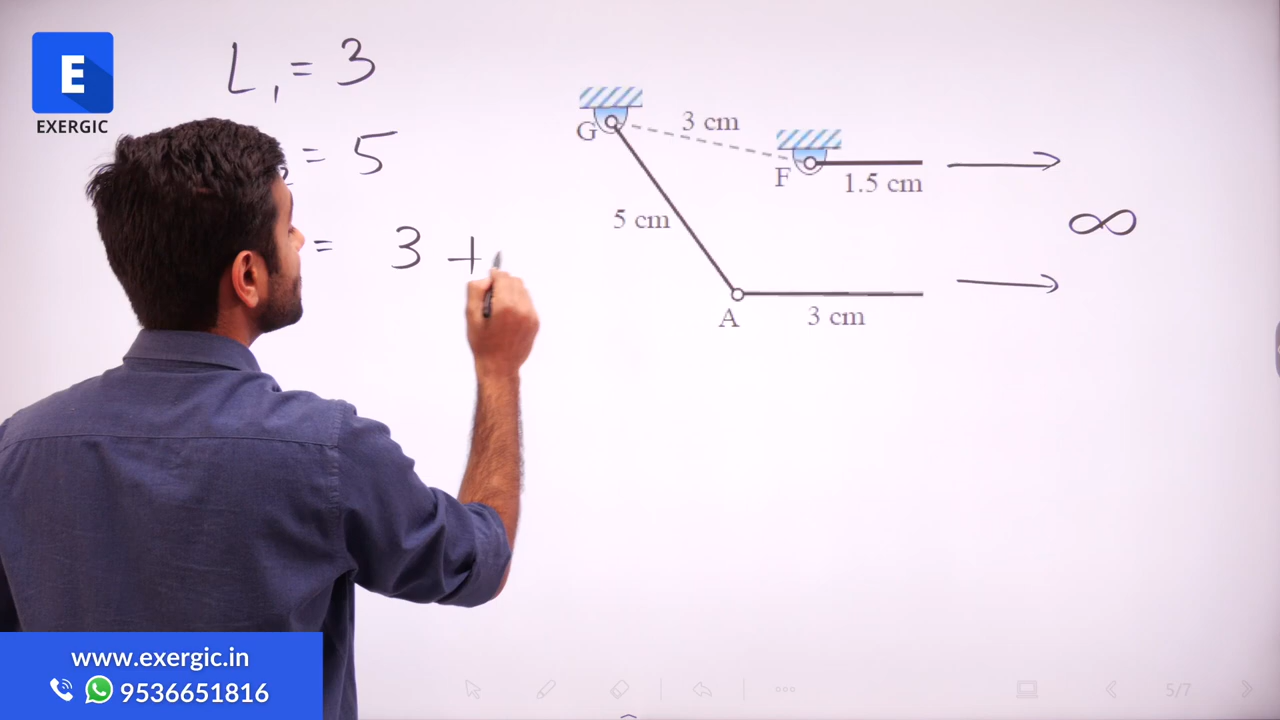 E
EXERGIC
L₁ = 3
₂ = 5
= 3 +
G
3 cm
F
1.5 cm
5 cm
A
3 cm
∞
www.exergic.in
9536651816
5/7